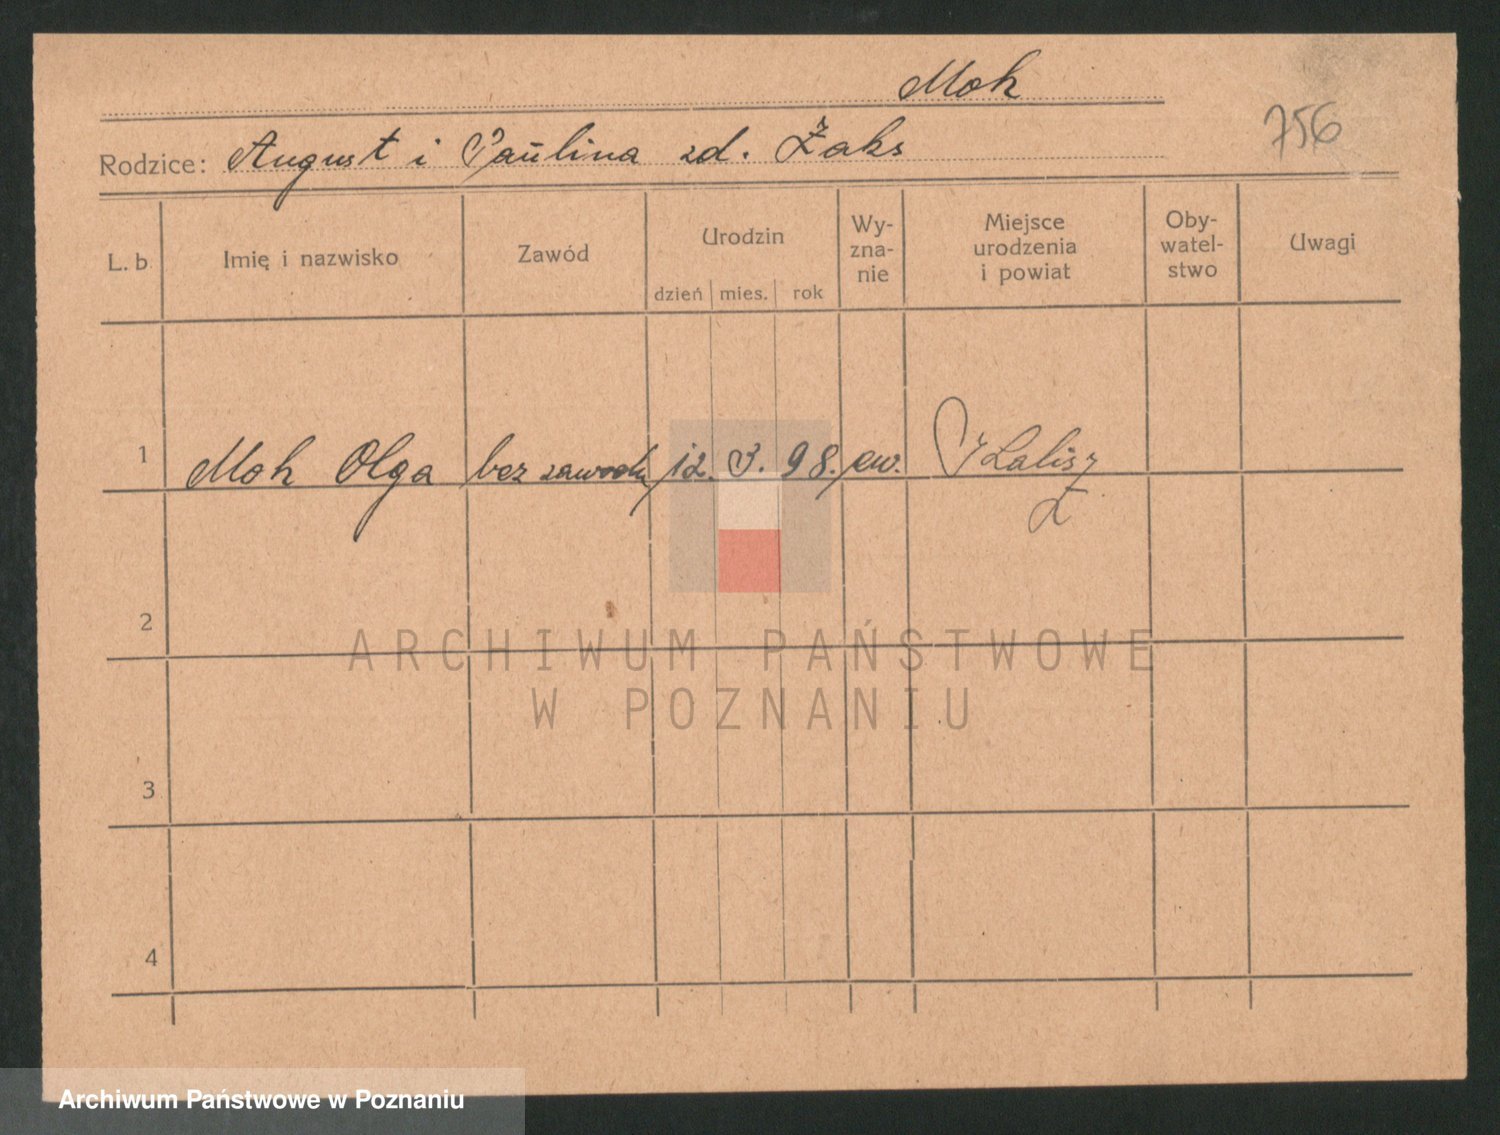 Moh
756
Rodzice: August i Paulina zd. Żaks
L. b. Imię i nazwisko Zawód Urodzin dzień mies. rok Wy-zna-nie Miejsce urodzenia i powiat Oby-watel-stwo Uwagi
1 Moh Olga bez zawodu 12. 3. 98. ew. Kalisz
2
ARCHIWUM PAŃSTWOWE
W POZNANIU
3
4
Archiwum Państwowe w Poznaniu